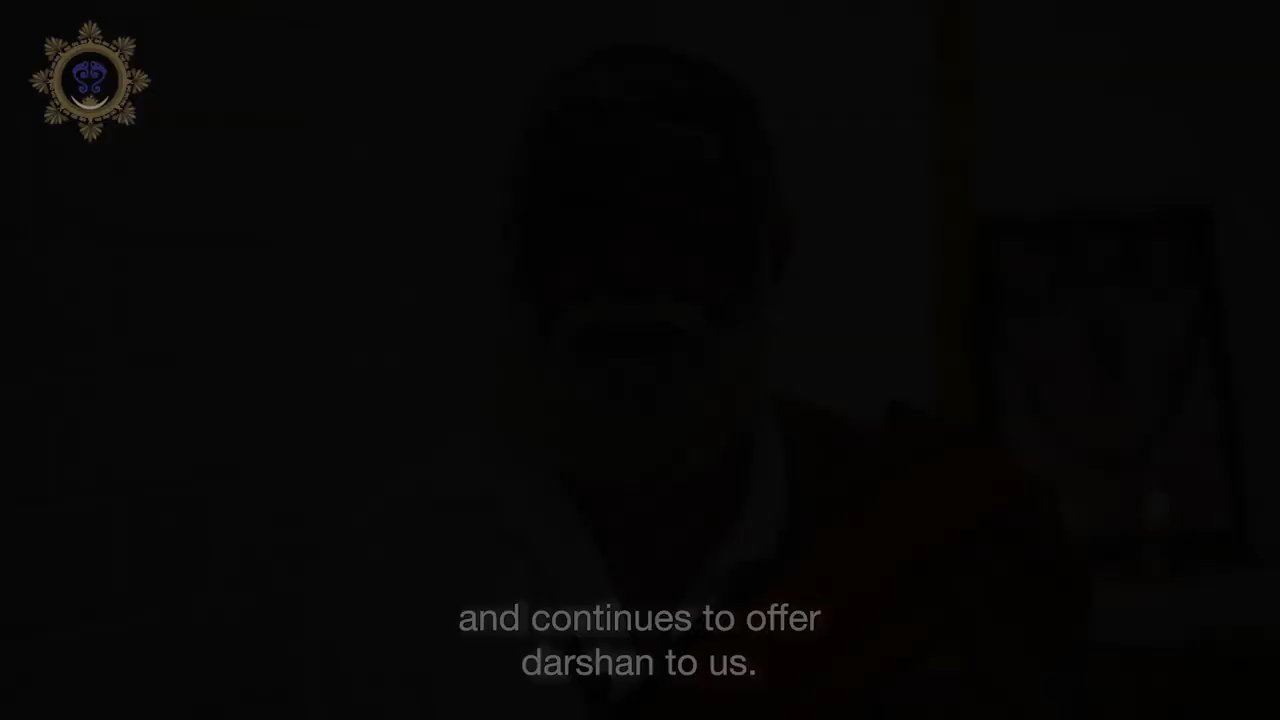 and continues to offer
darshan to us.